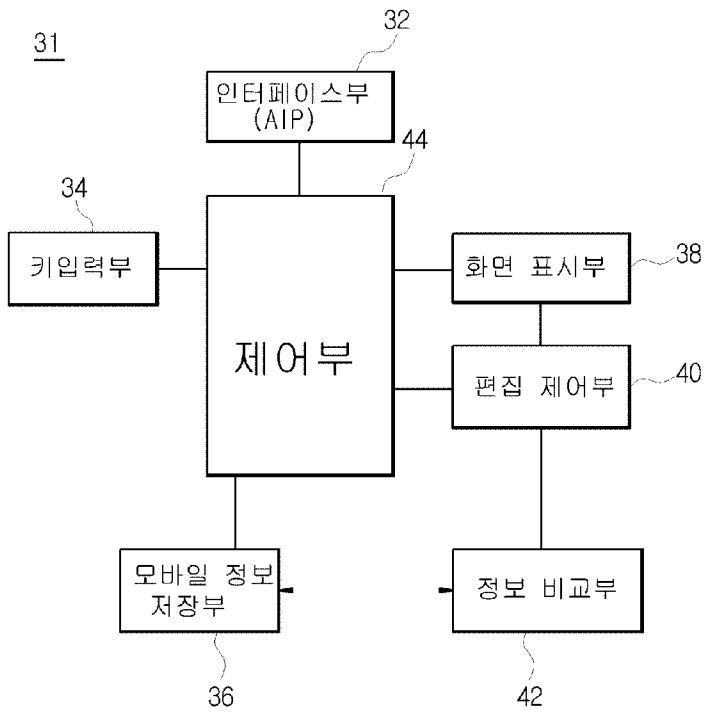 31
32
인터페이스부
(AIP)
44
34
키입력부
제어부
화면 표시부
38
편집 제어부
40
모바일 정보
저장부
정보 비교부
36
42